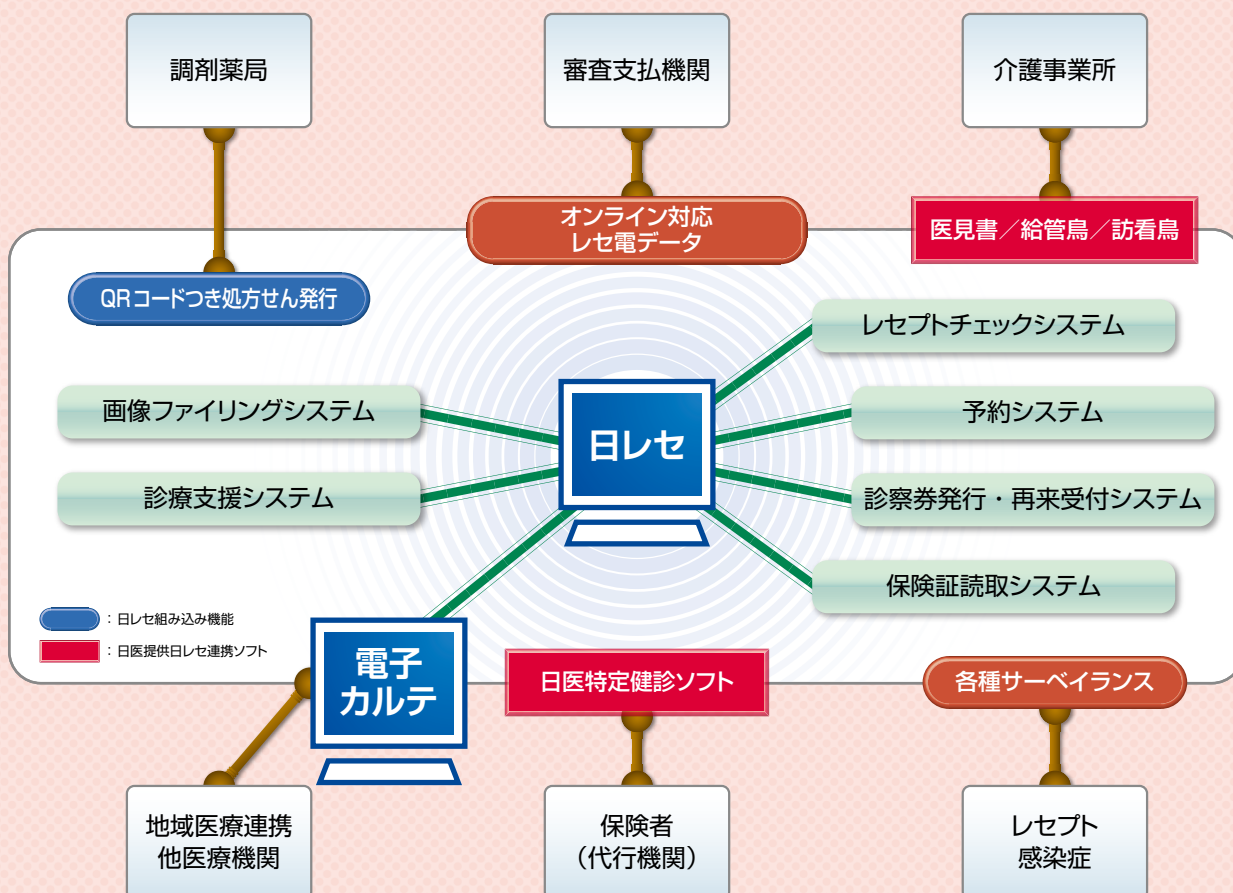 調剤薬局
審査支払機関
介護事業所
オンライン対応
レセ電データ
医見書／給管鳥／訪看鳥
QRコードつき処方せん発行
レセプトチェックシステム
画像ファイリングシステム
日レセ
予約システム
診療支援システム
診察券発行・再来受付システム
保険証読取システム
：日レセ組み込み機能
：日医提供日レセ連携ソフト
電子
カルテ
日医特定健診ソフト
各種サーベイランス
地域医療連携
他医療機関
保険者
（代行機関）
レセプト
感染症